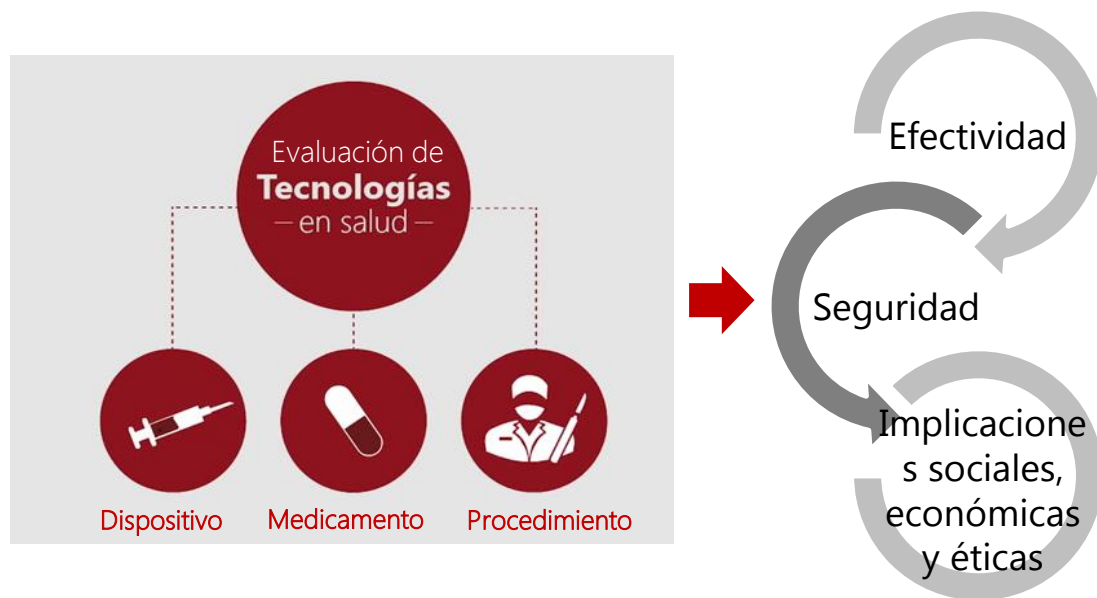 Evaluación de
Tecnologías
– en salud –
Dispositivo
Medicamento
Procedimiento
Efectividad
Seguridad
Implicacione
s sociales,
económicas
y éticas